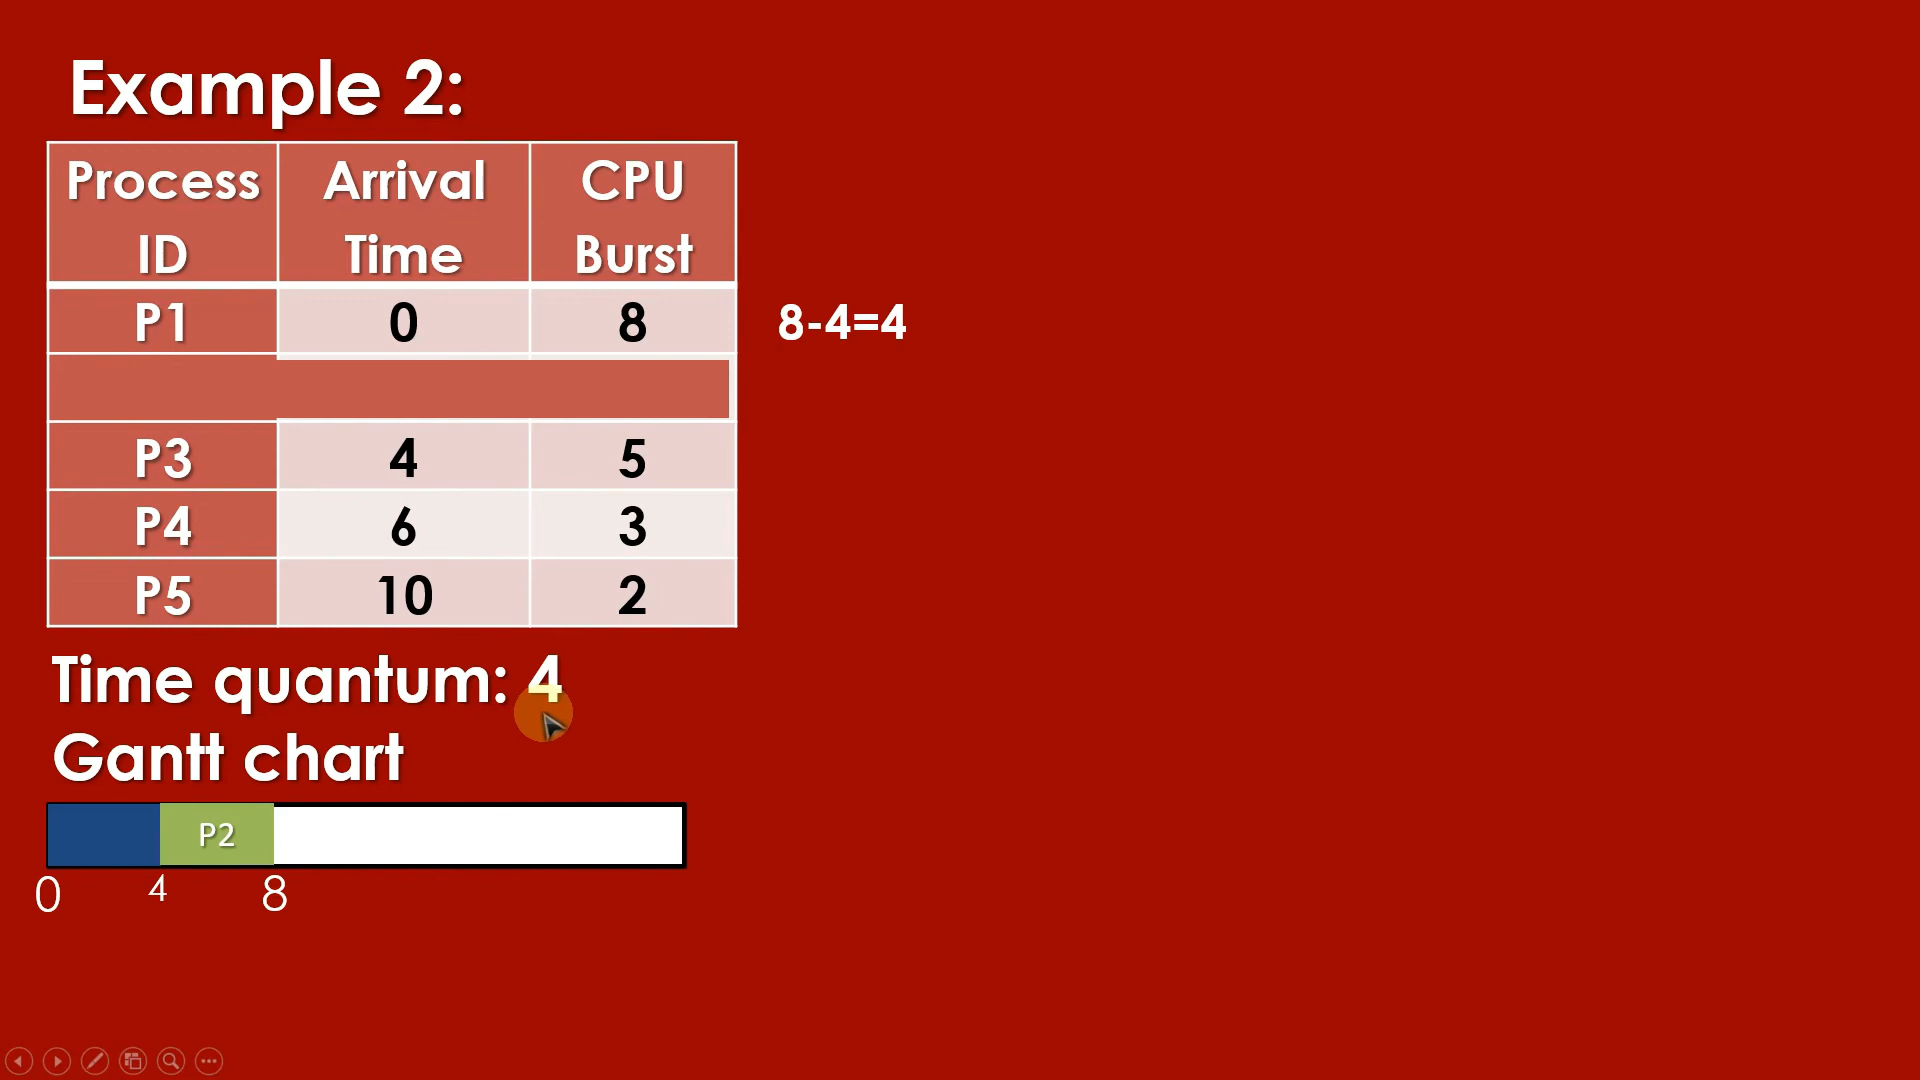 Example 2:
Process ID Arrival Time CPU Burst
P1 0 8 8-4=4
P3 4 5
P4 6 3
P5 10 2
Time quantum: 4
Gantt chart
P2
0 4 8